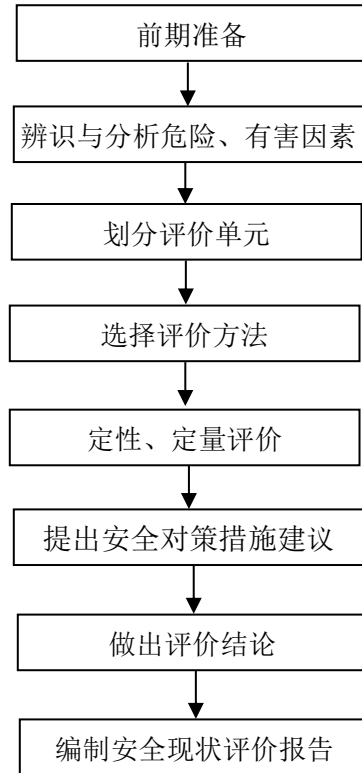 前期准备
辨识与分析危险、有害因素
划分评价单元
选择评价方法
定性、定量评价
提出安全对策措施建议
做出评价结论
编制安全现状评价报告